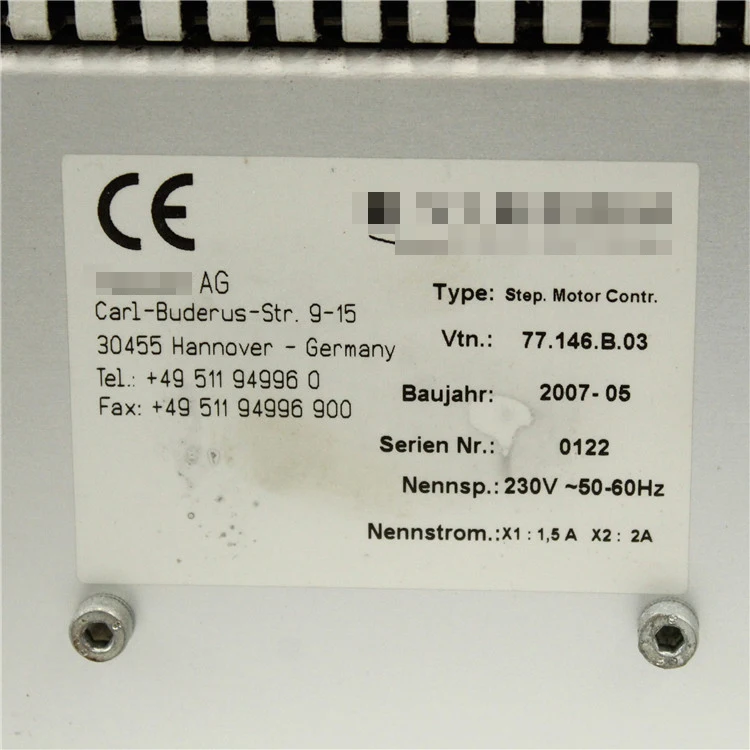 CE
AG
Carl-Buderus-Str. 9-15
30455 Hannover - Germany
Tel.: +49 511 94996 0
Fax: +49 511 94996 900
Type: Step. Motor Contr.
Vtn.: 77.146.B.03
Baujahr: 2007-05
Serien Nr.: 0122
Nennsp.: 230V ~50-60Hz
Nennstrom.: X1 : 1,5 A X2 : 2A